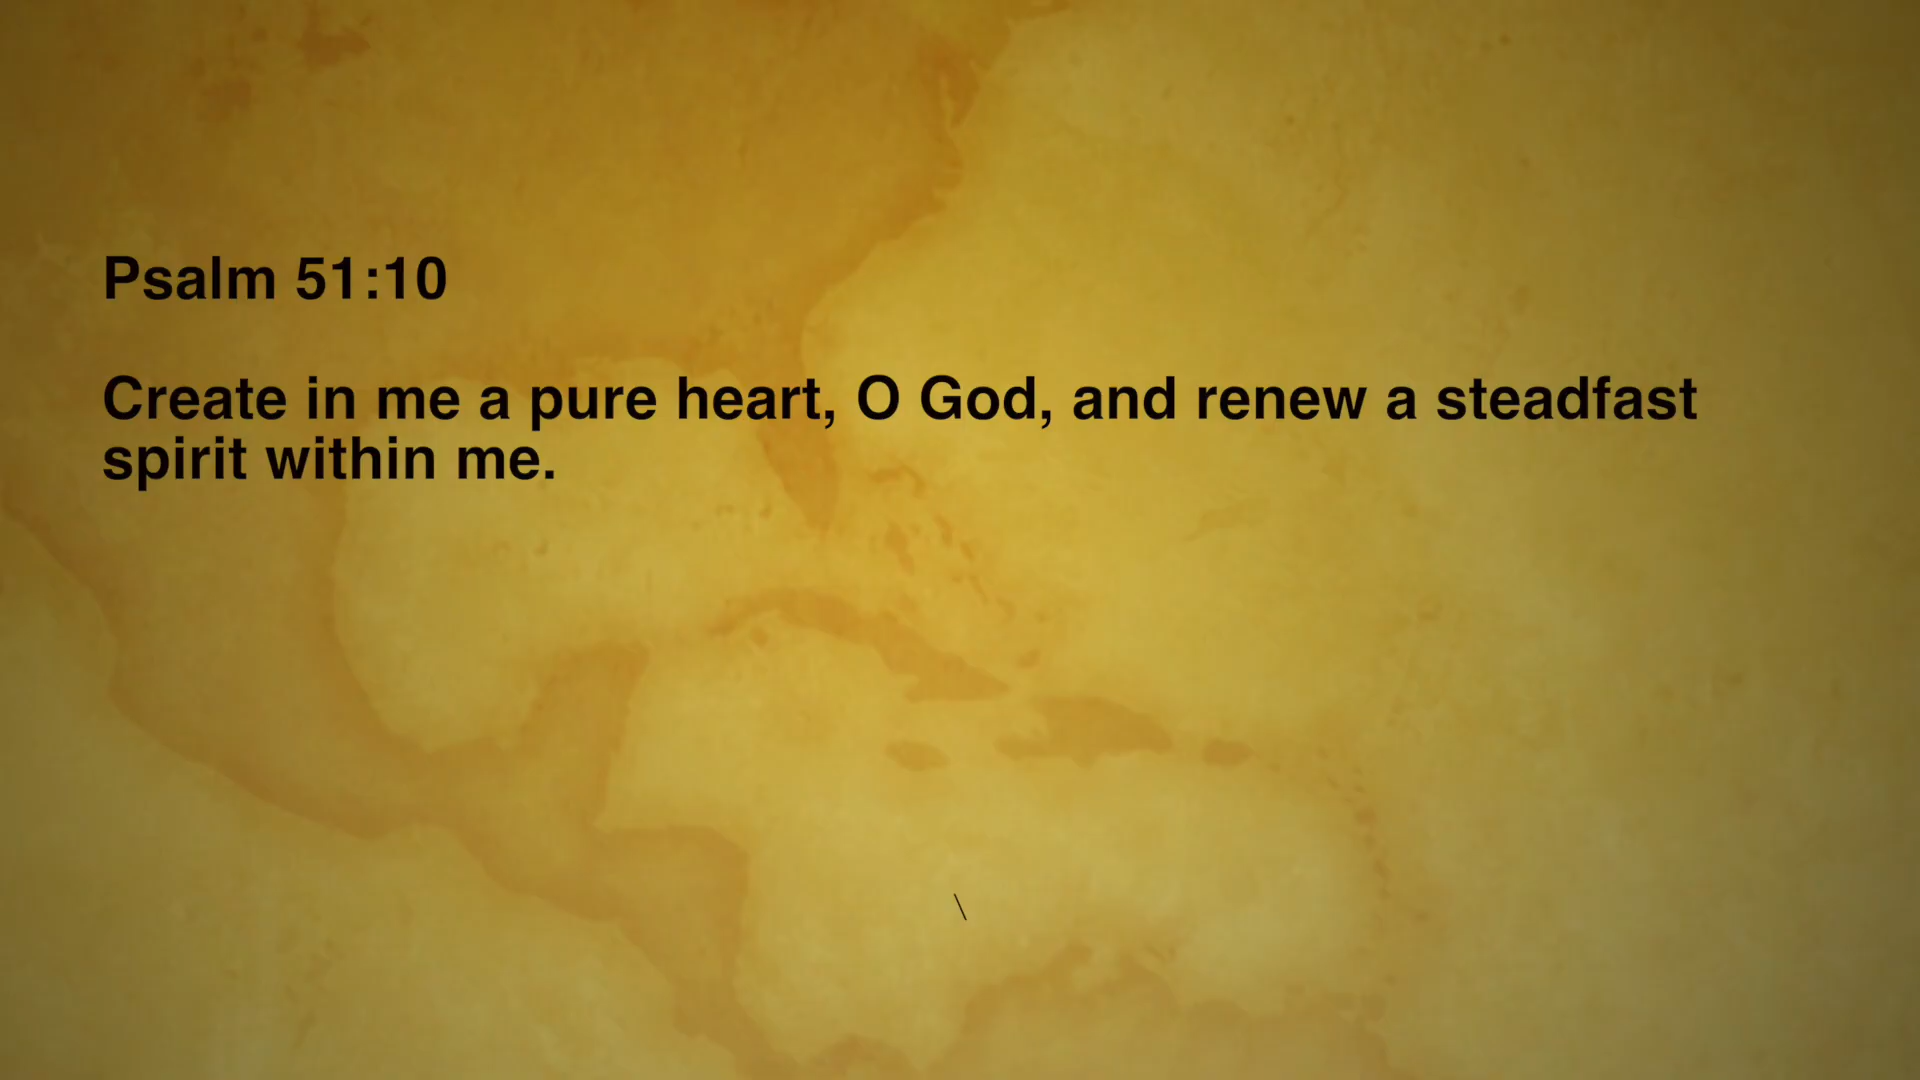 Psalm 51:10
Create in me a pure heart, O God, and renew a steadfast
spirit within me.
\